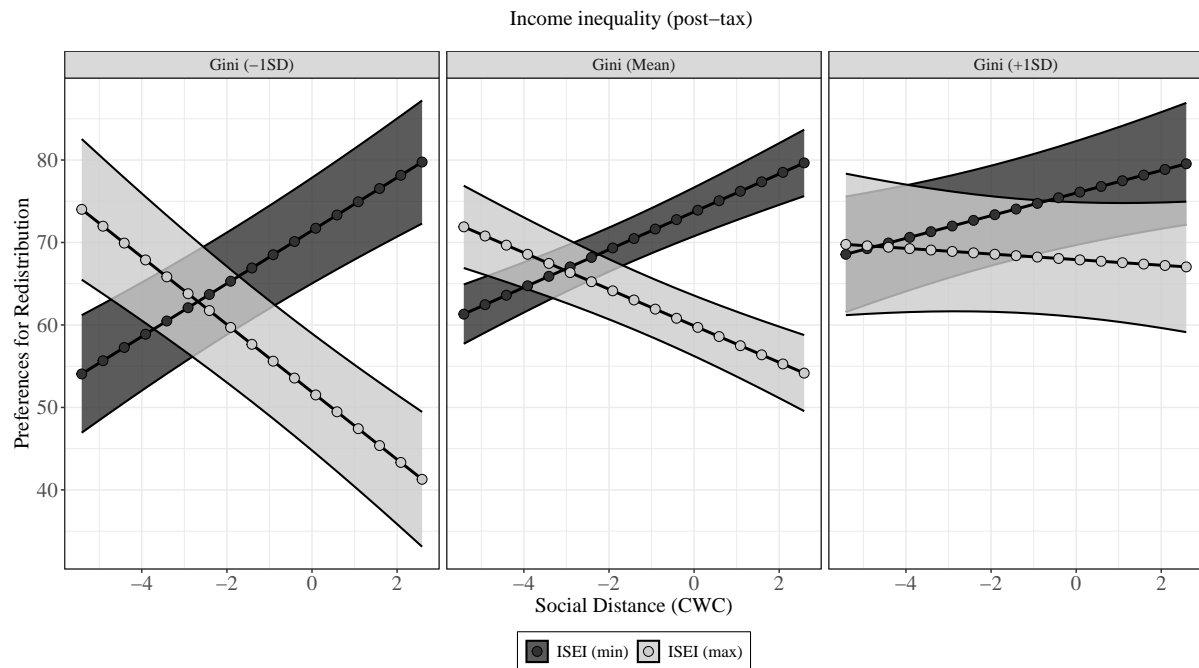 Income inequality (post−tax)
Gini (−1SD)
Gini (Mean)
Gini (+1SD)
Preferences for Redistribution
80
70
60
50
40
−4 −2 0 2
−4 −2 0 2
−4 −2 0 2
Social Distance (CWC)
ISEI (min) ISEI (max)